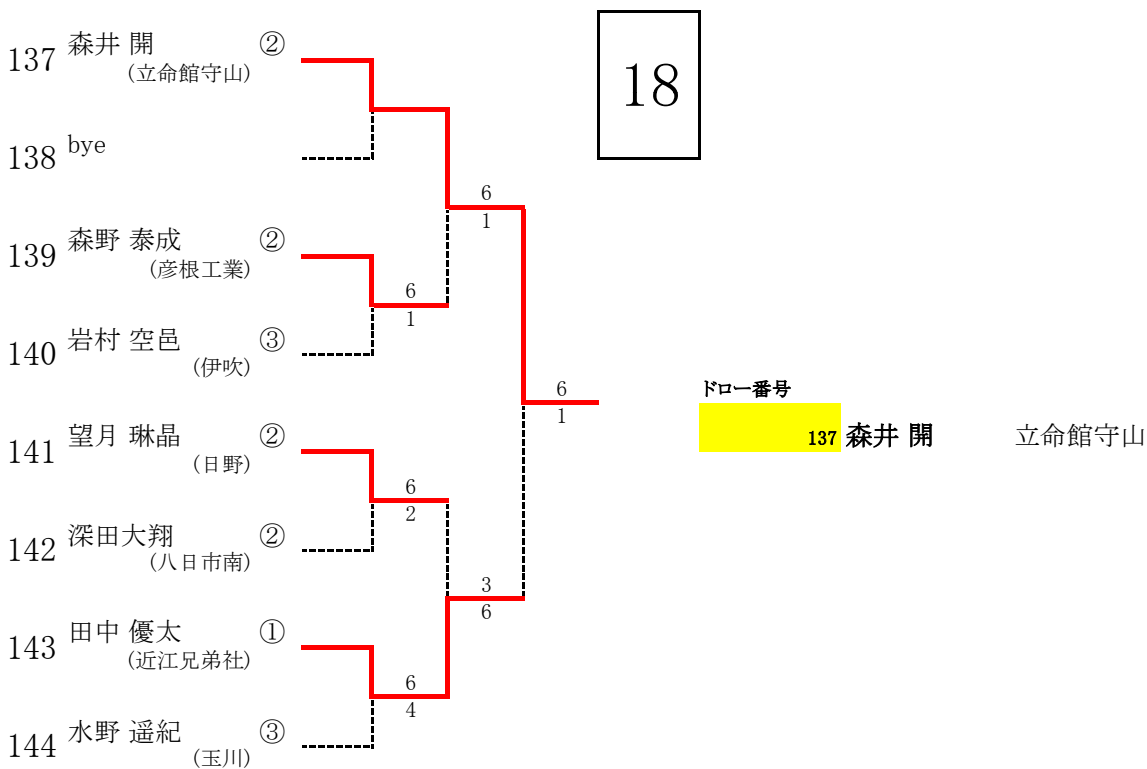 18
137 森井 開 ②
(立命館守山)
138 bye
6
1
139 森野 泰成 ②
(彦根工業)
6
1
140 岩村 空邑 ③
(伊吹)
6
1
ドロー番号
137 森井 開 立命館守山
141 望月 琳晶 ②
(日野)
6
2
142 深田大翔 ②
(八日市南)
3
6
143 田中 優太 ①
(近江兄弟社)
6
4
144 水野 遥紀 ③
(玉川)